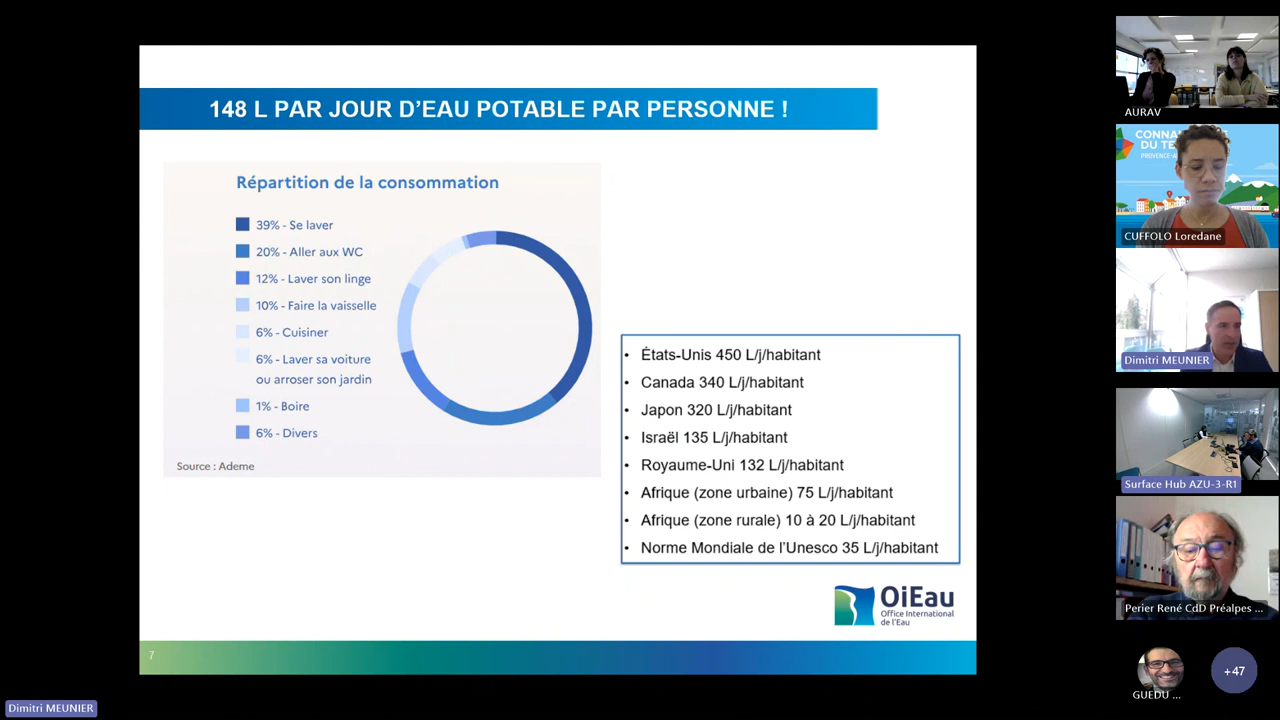 148 L PAR JOUR D'EAU POTABLE PAR PERSONNE !
Répartition de la consommation
39% - Se laver
20% - Aller aux WC
12% - Laver son linge
10% - Faire la vaisselle
6% - Cuisiner
6% - Laver sa voiture
ou arroser son jardin
1% - Boire
6% - Divers
Source : Ademe
• États-Unis 450 L/j/habitant
• Canada 340 L/j/habitant
• Japon 320 L/j/habitant
• Israël 135 L/j/habitant
• Royaume-Uni 132 L/j/habitant
• Afrique (zone urbaine) 75 L/j/habitant
• Afrique (zone rurale) 10 à 20 L/j/habitant
• Norme Mondiale de l'Unesco 35 L/j/habitant
OiEau
Office International
de l'Eau
7
Dimitri MEUNIER
AURAV
CUFFOLO Loredane
Dimitri MEUNIER
Surface Hub AZU-3-R1
Perier René CdD Préalpes ...
GUEDU ...
+47